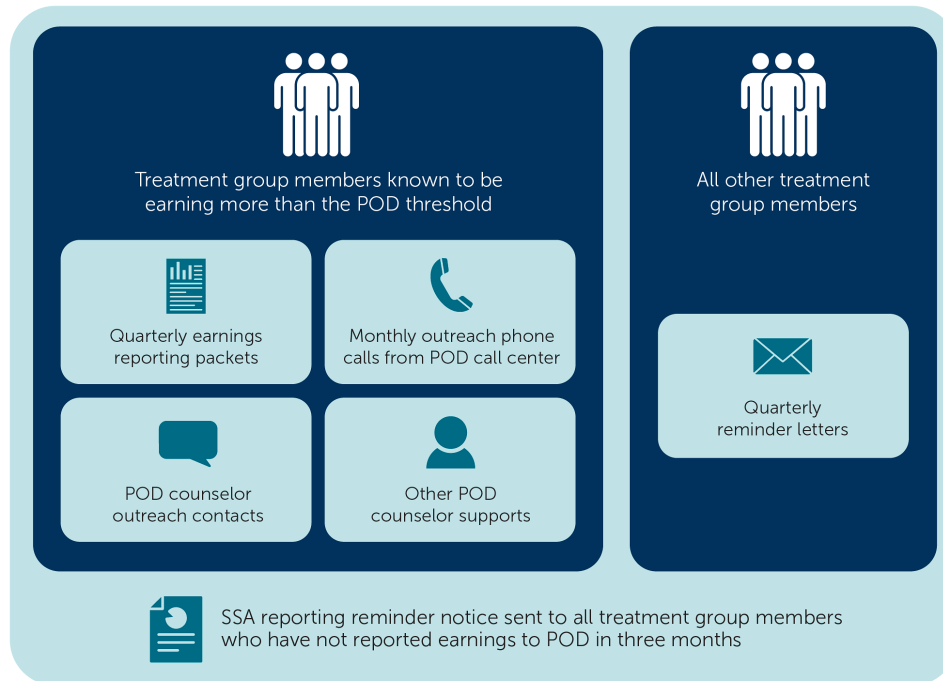 Treatment group members known to be
earning more than the POD threshold
Quarterly earnings
reporting packets
Monthly outreach phone
calls from POD call center
POD counselor
outreach contacts
Other POD
counselor supports
All other treatment
group members
Quarterly
reminder letters
SSA reporting reminder notice sent to all treatment group members
who have not reported earnings to POD in three months